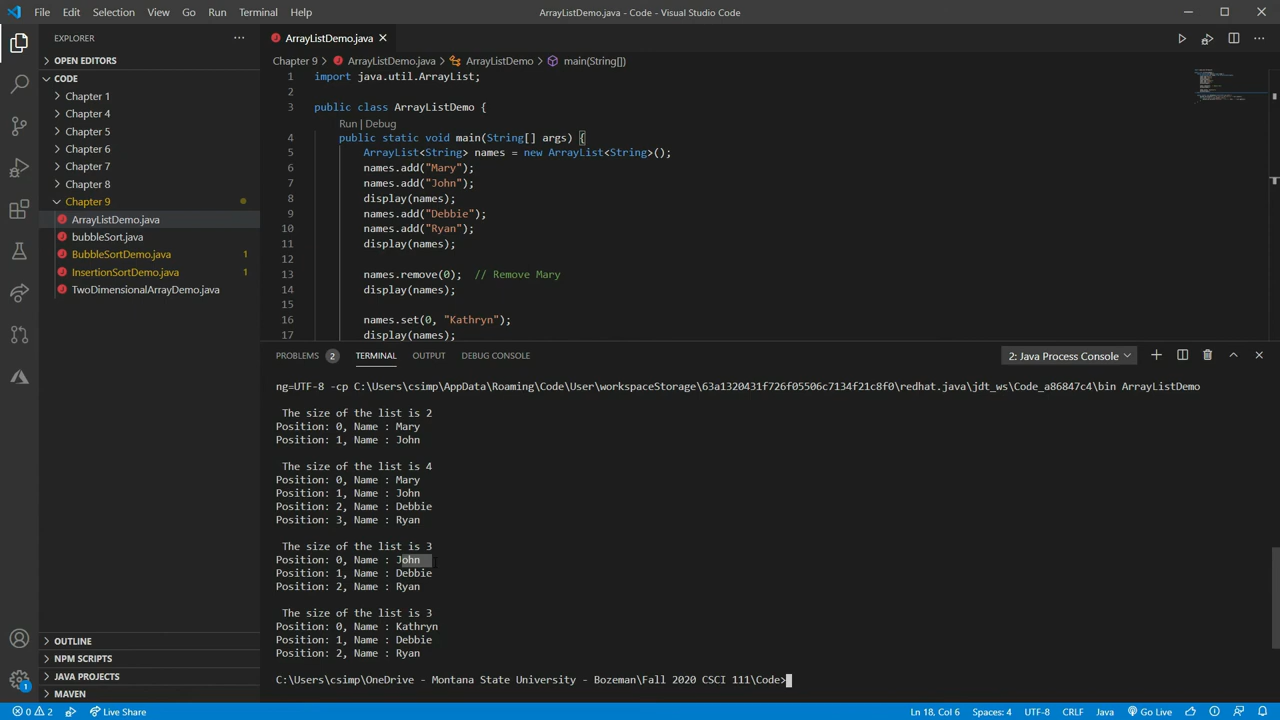 File Edit Selection View Go Run Terminal Help ArrayListDemo.java - Code - Visual Studio Code
EXPLORER
OPEN EDITORS
CODE
Chapter 1
Chapter 4
Chapter 5
Chapter 6
Chapter 7
Chapter 8
Chapter 9
ArrayListDemo.java
bubbleSort.java
BubbleSortDemo.java 1
InsertionSortDemo.java 1
TwoDimensionalArrayDemo.java
OUTLINE
NPM SCRIPTS
JAVA PROJECTS
MAVEN
1
ArrayListDemo.java
Chapter 9 > ArrayListDemo.java > ArrayListDemo > main(String[])
1 import java.util.ArrayList;
2
3 public class ArrayListDemo {
Run | Debug
4 public static void main(String[] args) {
5 ArrayList<String> names = new ArrayList<String>();
6 names.add("Mary");
7 names.add("John");
8 display(names);
9 names.add("Debbie");
10 names.add("Ryan");
11 display(names);
12
13 names.remove(0); // Remove Mary
14 display(names);
15
16 names.set(0, "Kathryn");
17 display(names);
PROBLEMS 2 TERMINAL OUTPUT DEBUG CONSOLE 2: Java Process Console
ng=UTF-8 -cp C:\Users\csimp\AppData\Roaming\Code\User\workspaceStorage\63a1320431f726f05506c7134f21c8f0\redhat.java\jdt_ws\Code_a86847c4\bin ArrayListDemo
The size of the list is 2
Position: 0, Name : Mary
Position: 1, Name : John
The size of the list is 4
Position: 0, Name : Mary
Position: 1, Name : John
Position: 2, Name : Debbie
Position: 3, Name : Ryan
The size of the list is 3
Position: 0, Name : John
Position: 1, Name : Debbie
Position: 2, Name : Ryan
The size of the list is 3
Position: 0, Name : Kathryn
Position: 1, Name : Debbie
Position: 2, Name : Ryan
C:\Users\csimp\OneDrive - Montana State University - Bozeman\Fall 2020 CSCI 111\Code>
0 2 Live Share Ln 18, Col 6 Spaces: 4 UTF-8 CRLF Java Go Live